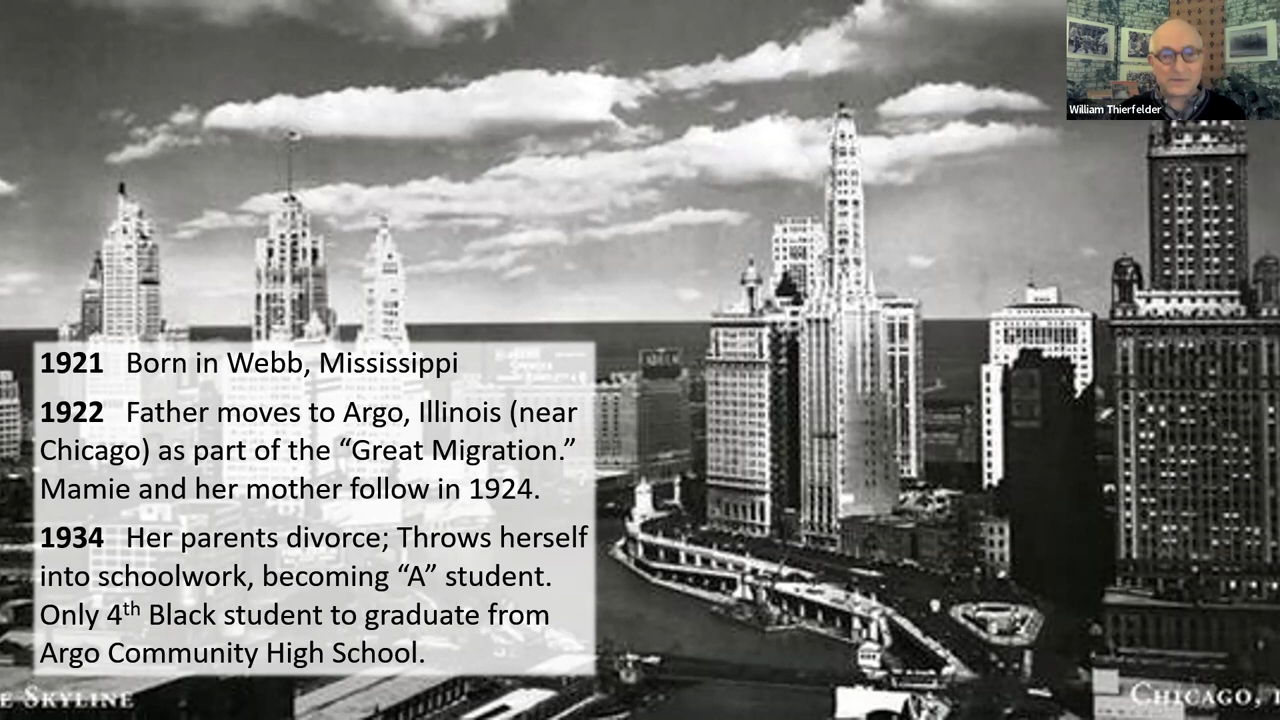 William Thierfelder
1921 Born in Webb, Mississippi
1922 Father moves to Argo, Illinois (near
Chicago) as part of the “Great Migration.”
Mamie and her mother follow in 1924.
1934 Her parents divorce; Throws herself
into schoolwork, becoming “A” student.
Only 4th Black student to graduate from
Argo Community High School.
E SKYLINE
CHICAGO,